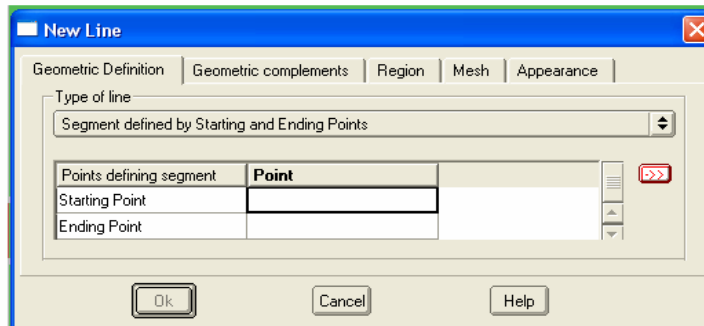 New Line
Geometric Definition Geometric complements Region Mesh Appearance
Type of line
Segment defined by Starting and Ending Points
Points defining segment Point
Starting Point
Ending Point
Ok Cancel Help